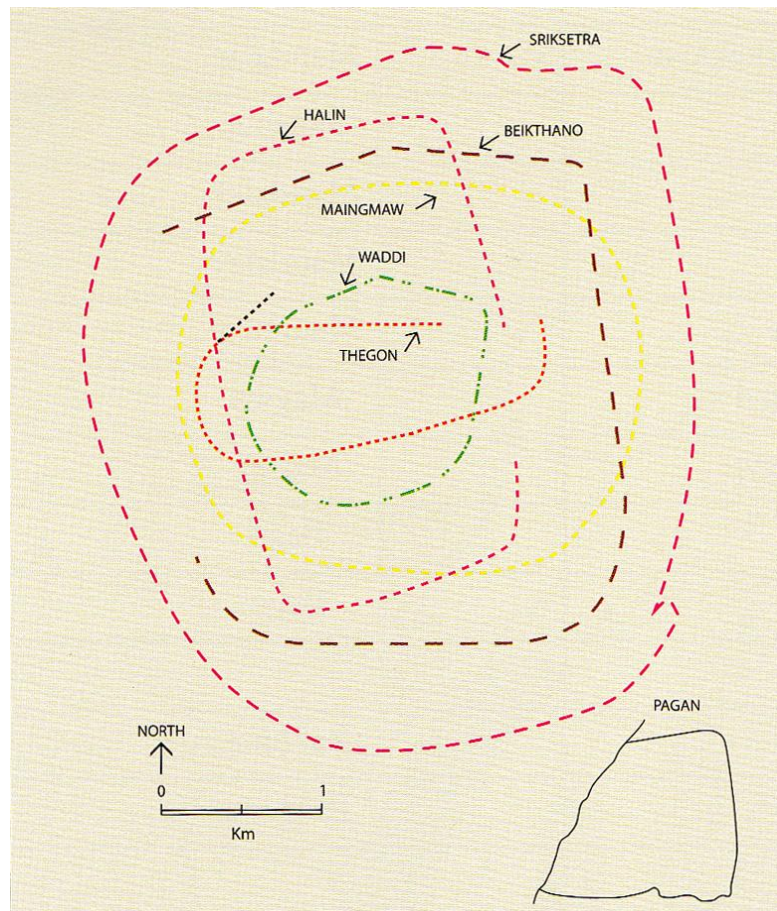 SRIKSETRA
HALIN
BEIKTHANO
MAINGMAW
WADDI
THEGON
PAGAN
NORTH
0 1
Km